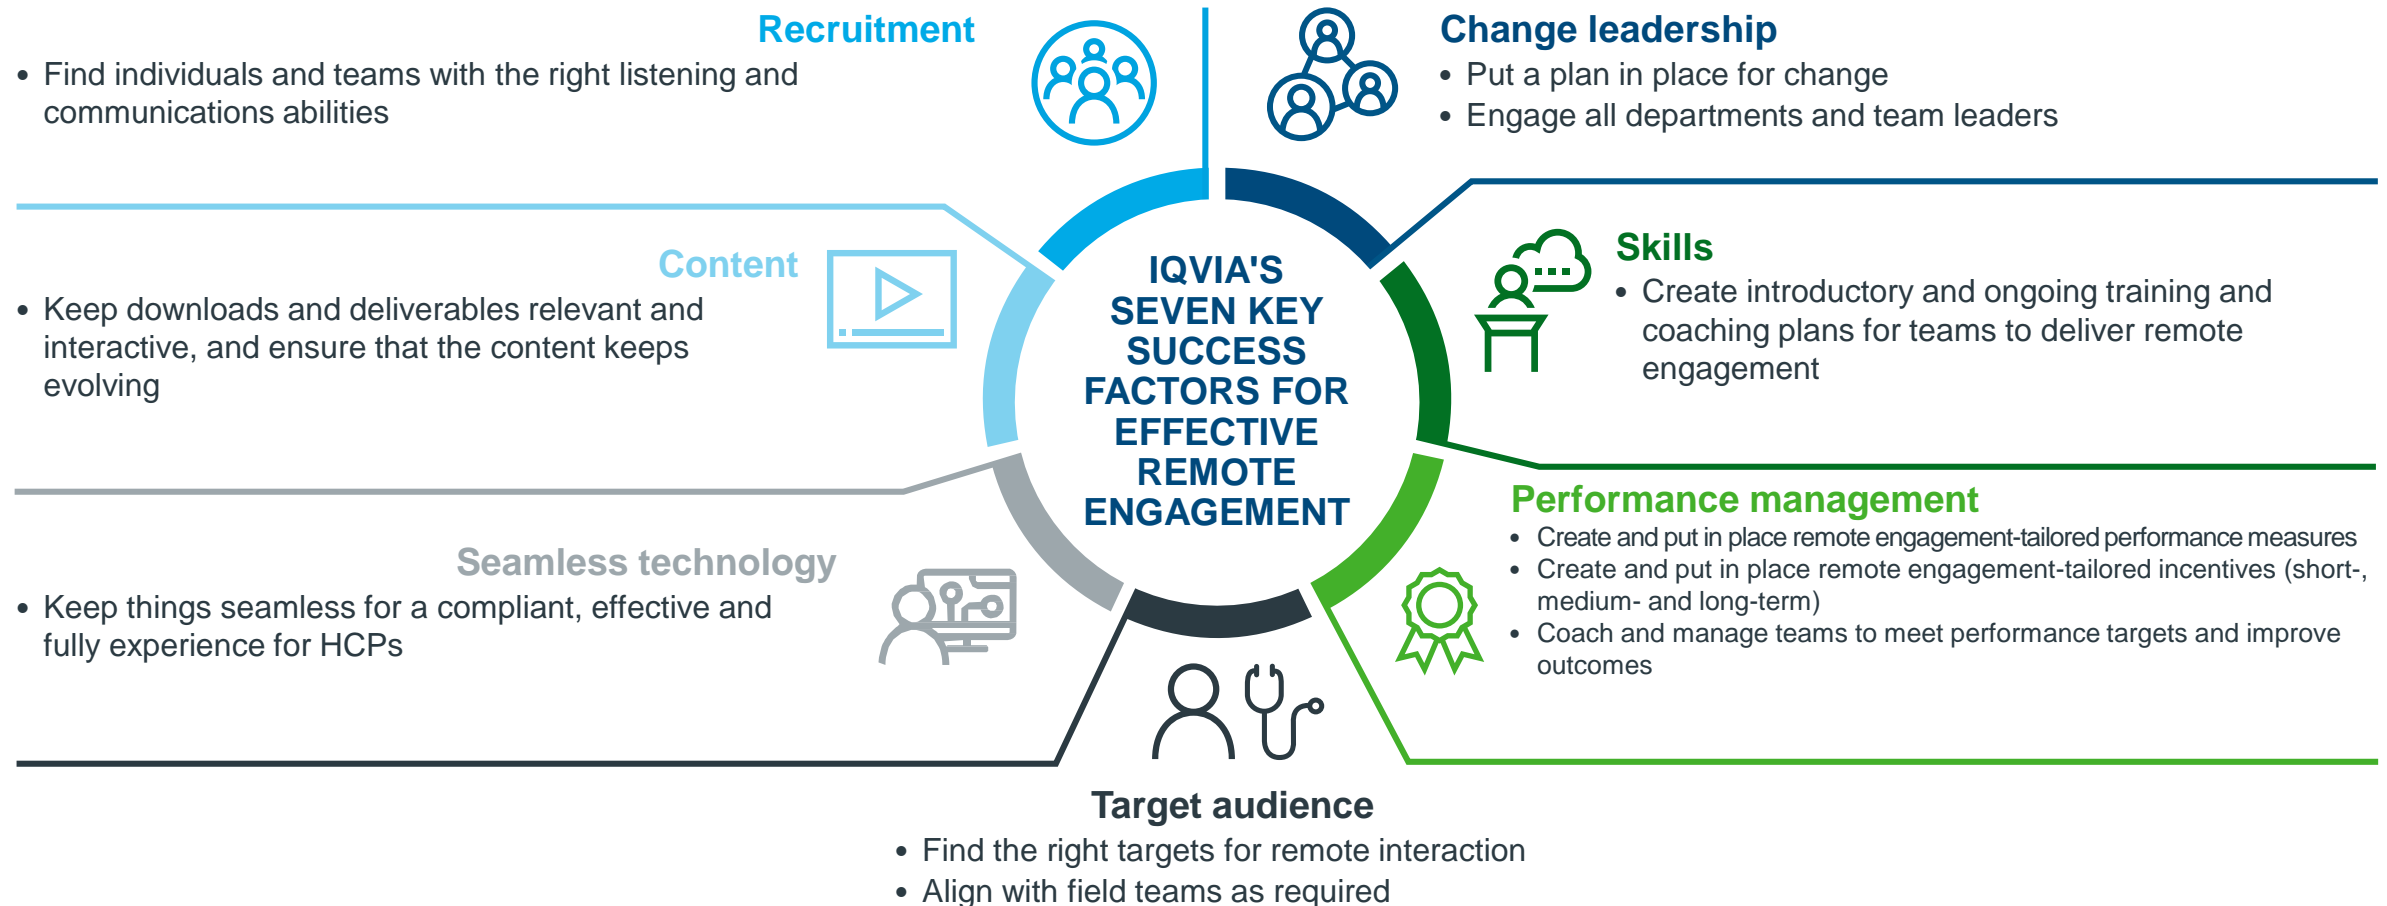 Recruitment
• Find individuals and teams with the right listening and
communications abilities
Change leadership
• Put a plan in place for change
• Engage all departments and team leaders
Content
• Keep downloads and deliverables relevant and
interactive, and ensure that the content keeps
evolving
IQVIA'S
SEVEN KEY
SUCCESS
FACTORS FOR
EFFECTIVE
REMOTE
ENGAGEMENT
Skills
• Create introductory and ongoing training and
coaching plans for teams to deliver remote
engagement
Seamless technology
• Keep things seamless for a compliant, effective and
fully experience for HCPs
Performance management
• Create and put in place remote engagement-tailored performance measures
• Create and put in place remote engagement-tailored incentives (short-,
medium- and long-term)
• Coach and manage teams to meet performance targets and improve
outcomes
Target audience
• Find the right targets for remote interaction
• Align with field teams as required